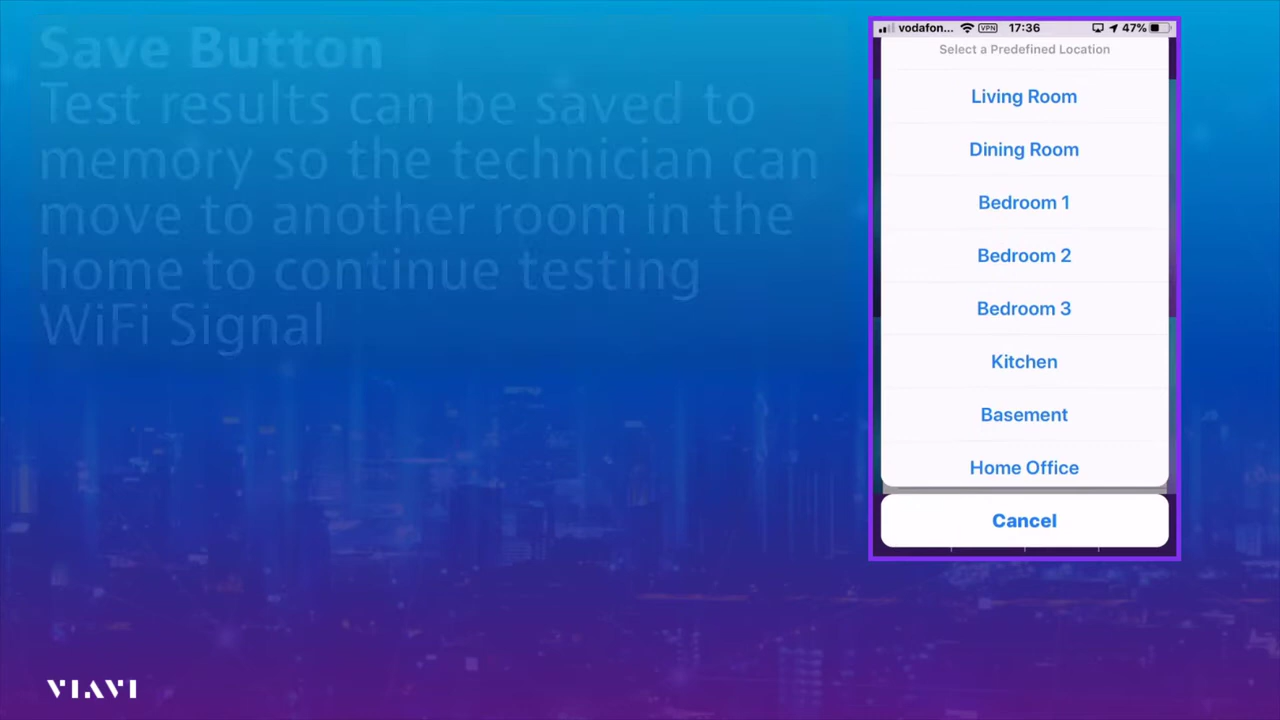 Save Button
Test results can be saved to
memory so the technician can
move to another room in the
home to continue testing
WiFi Signal
vodafon... VPN 17:36 47%
Select a Predefined Location
Living Room
Dining Room
Bedroom 1
Bedroom 2
Bedroom 3
Kitchen
Basement
Home Office
Cancel
VIAVI